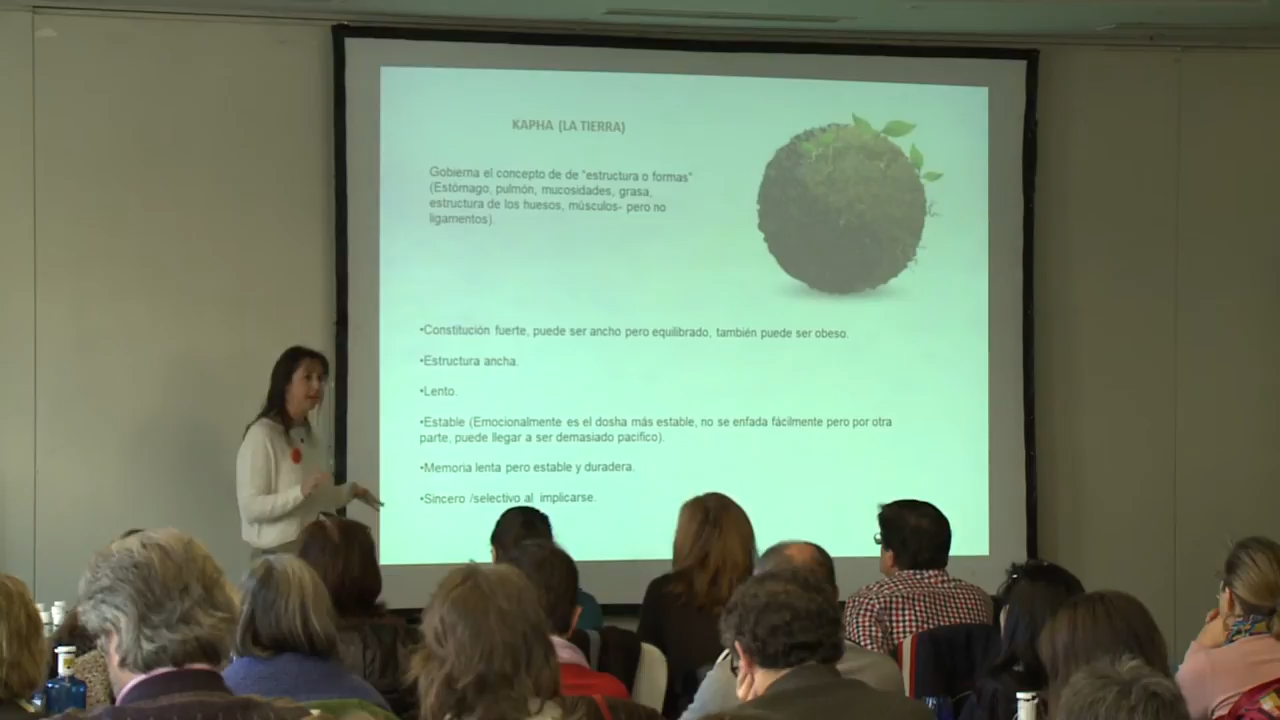 KAPHA (LA TIERRA)
Gobierna el concepto de de "estructura o formas"
(Estómago, pulmón, mucosidades, grasa,
estructura de los huesos, músculos- pero no
ligamentos).
•Constitución fuerte, puede ser ancho pero equilibrado, también puede ser obeso.
•Estructura ancha.
•Lento.
•Estable (Emocionalmente es el dosha más estable, no se enfada fácilmente pero por otra
parte, puede llegar a ser demasiado pacifico).
•Memoria lenta pero estable y duradera.
•Sincero /selectivo al implicarse.